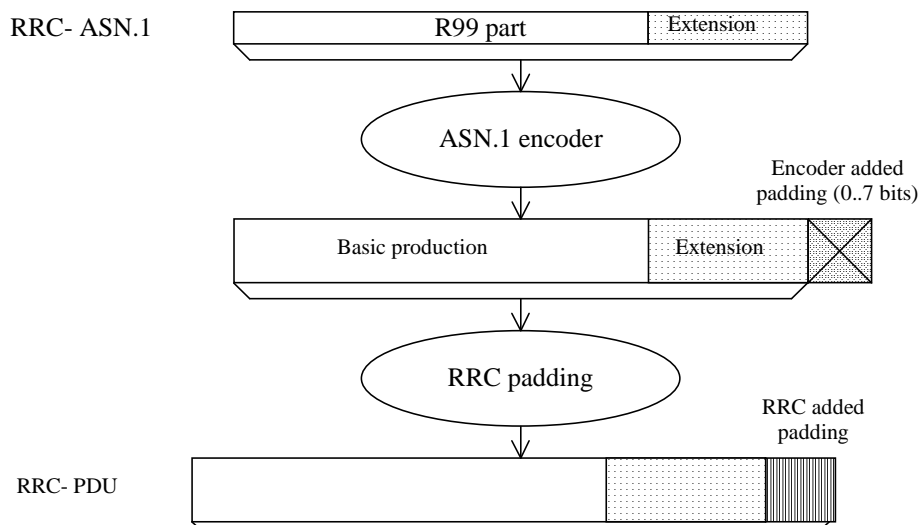 RRC- ASN.1
R99 part
Extension
ASN.1 encoder
Encoder added
padding (0..7 bits)
Basic production
Extension
RRC padding
RRC added
padding
RRC- PDU